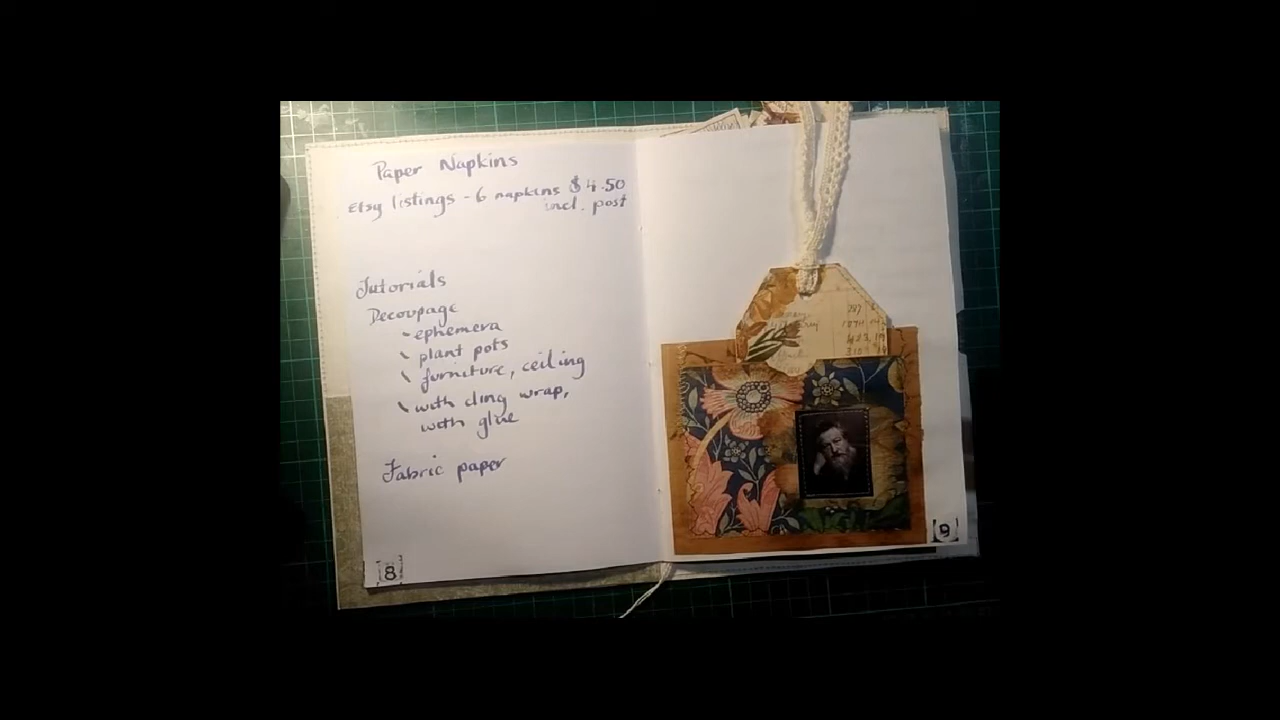 Paper Napkins
Etsy listings - 6 napkins $4.50
incl. post
Tutorials
Decoupage
- ephemera
- plant pots
- furniture, ceiling
- with cling wrap,
with glue
Fabric paper
8
9